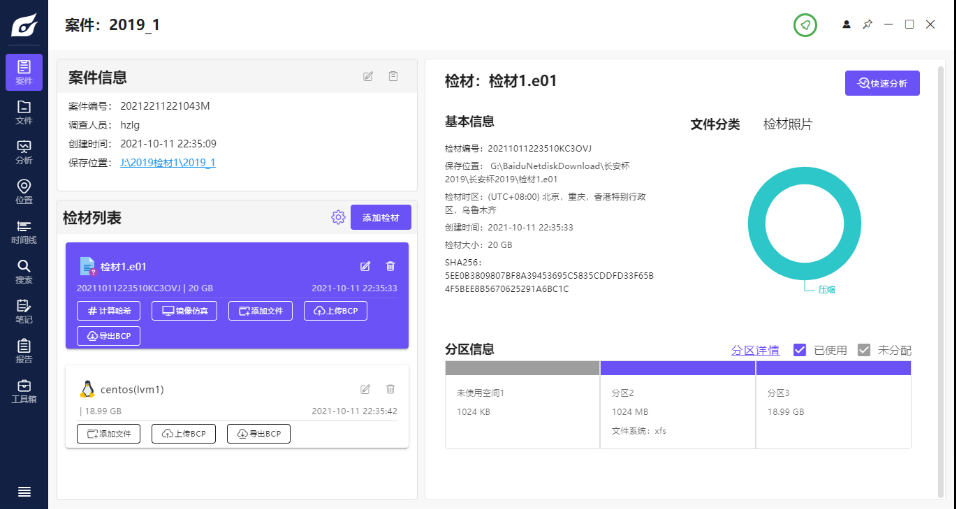 案件：2019_1
案件
文件
分析
位置
时间线
搜索
笔记
报告
工具箱
案件信息
案件编号： 20212211221043M
调查人员： hzlg
创建时间： 2021-10-11 22:35:09
保存位置： J:\2019检材1\2019_1
检材列表
添加检材
检材1.e01
20211011223510KC3OVJ | 20 GB
2021-10-11 22:35:33
计算哈希
镜像仿真
添加文件
上传BCP
导出BCP
centos(lvm1)
| 18.99 GB
2021-10-11 22:35:42
添加文件
上传BCP
导出BCP
检材：检材1.e01
快速分析
基本信息
检材编号：20211011223510KC3OVJ
保存位置： G:\BaiduNetdiskDownload\长安杯
2019\长安杯2019\检材1.e01
检材时区：(UTC+08:00) 北京，重庆，香港特别行政
区，乌鲁木齐
创建时间：2021-10-11 22:35:33
检材大小：20 GB
SHA256：
5EE0B3809807BF8A39453695C5835CDDFD33F65B
4F5BEE8B5670625291A6BC1C
文件分类
检材照片
压缩
分区信息
分区详情
已使用
未分配
未使用空间1
1024 KB
分区2
1024 MB
文件系统：xfs
分区3
18.99 GB